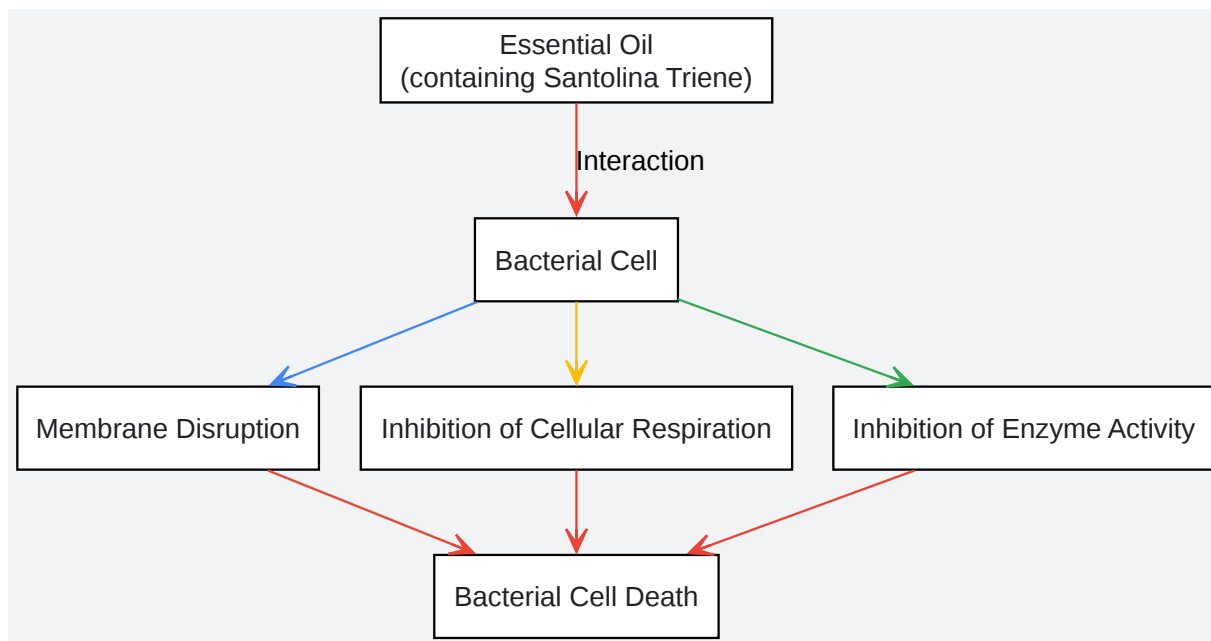 Essential Oil
(containing Santolina Triene)
Interaction
Bacterial Cell
Membrane Disruption
Inhibition of Cellular Respiration
Inhibition of Enzyme Activity
Bacterial Cell Death